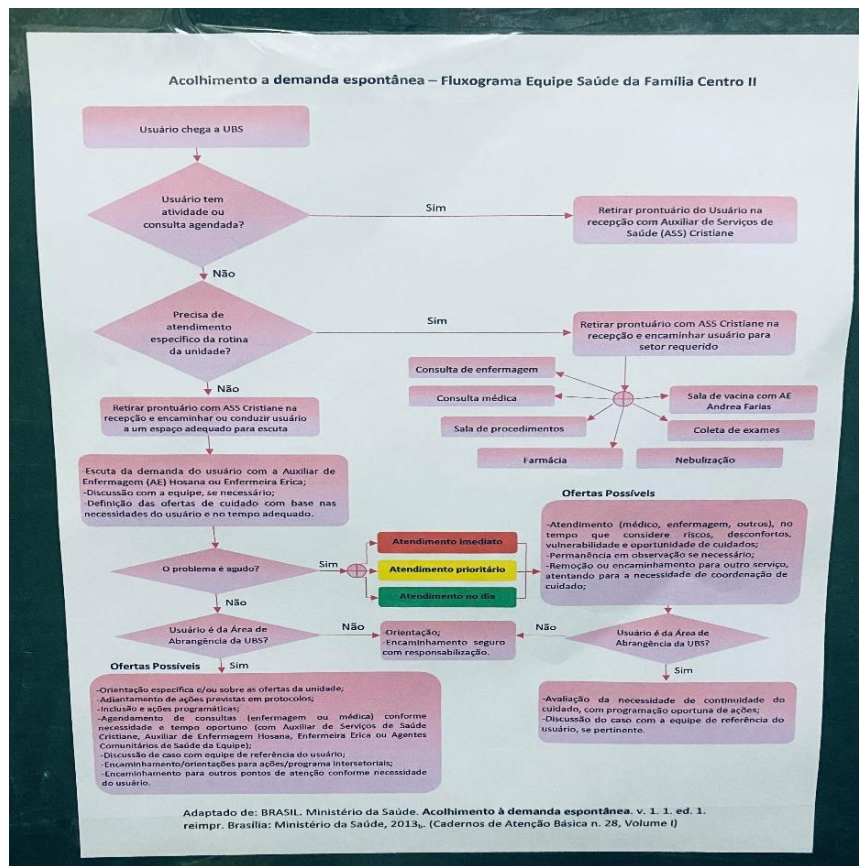 Acolhimento a demanda espontânea – Fluxograma Equipe Saúde da Família Centro II
Usuário chega a UBS
Usuário tem
atividade ou
consulta agendada?
Sim
Retirar prontuário do Usuário na
recepção com Auxiliar de Serviços de
Saúde (ASS) Cristiane
Não
Precisa de
atendimento
específico da rotina
da unidade?
Sim
Retirar prontuário com ASS Cristiane na
recepção e encaminhar usuário para
setor requerido
Consulta de enfermagem
Consulta médica
Sala de procedimentos
Farmácia
Sala de vacina com AE
Andrea Farias
Coleta de exames
Nebulização
Não
Retirar prontuário com ASS Cristiane na
recepção e encaminhar ou conduzir usuário
a um espaço adequado para escuta
-Escuta da demanda do usuário com a Auxiliar de
Enfermagem (AE) Hosana ou Enfermeira Erica;
-Discussão com a equipe, se necessário;
-Definição das ofertas de cuidado com base nas
necessidades do usuário e no tempo adequado.
O problema é agudo?
Sim
Atendimento imediato
Atendimento prioritário
Atendimento no dia
Ofertas Possíveis
-Atendimento (médico, enfermagem, outros), no
tempo que considere riscos, desconfortos,
vulnerabilidade e oportunidade de cuidados;
-Permanência em observação se necessário;
-Remoção ou encaminhamento para outro serviço,
atentando para a necessidade de coordenação de
cuidado;
Não
Usuário é da Área de
Abrangência da UBS?
Não
-Orientação;
-Encaminhamento seguro
com responsabilização.
Não
Usuário é da Área de
Abrangência da UBS?
Sim
-Avaliação da necessidade de continuidade do
cuidado, com programação oportuna de ações;
-Discussão do caso com a equipe de referência do
usuário, se pertinente.
Ofertas Possíveis
Sim
-Orientação específica e/ou sobre as ofertas da unidade;
-Adiantamento de ações previstas em protocolos;
-Inclusão e ações programáticas;
-Agendamento de consultas (enfermagem ou médica) conforme
necessidade e tempo oportuno (com Auxiliar de Serviços de Saúde
Cristiane, Auxiliar de Enfermagem Hosana, Enfermeira Erica ou Agentes
Comunitários de Saúde da Equipe);
-Discussão de caso com equipe de referência do usuário;
-Encaminhamento/orientações para ações/programa intersetoriais;
-Encaminhamento para outros pontos de atenção conforme necessidade
do usuário.
Adaptado de: BRASIL. Ministério da Saúde. Acolhimento à demanda espontânea. v. 1. 1. ed. 1.
reimpr. Brasília: Ministério da Saúde, 2013b. (Cadernos de Atenção Básica n. 28, Volume I)